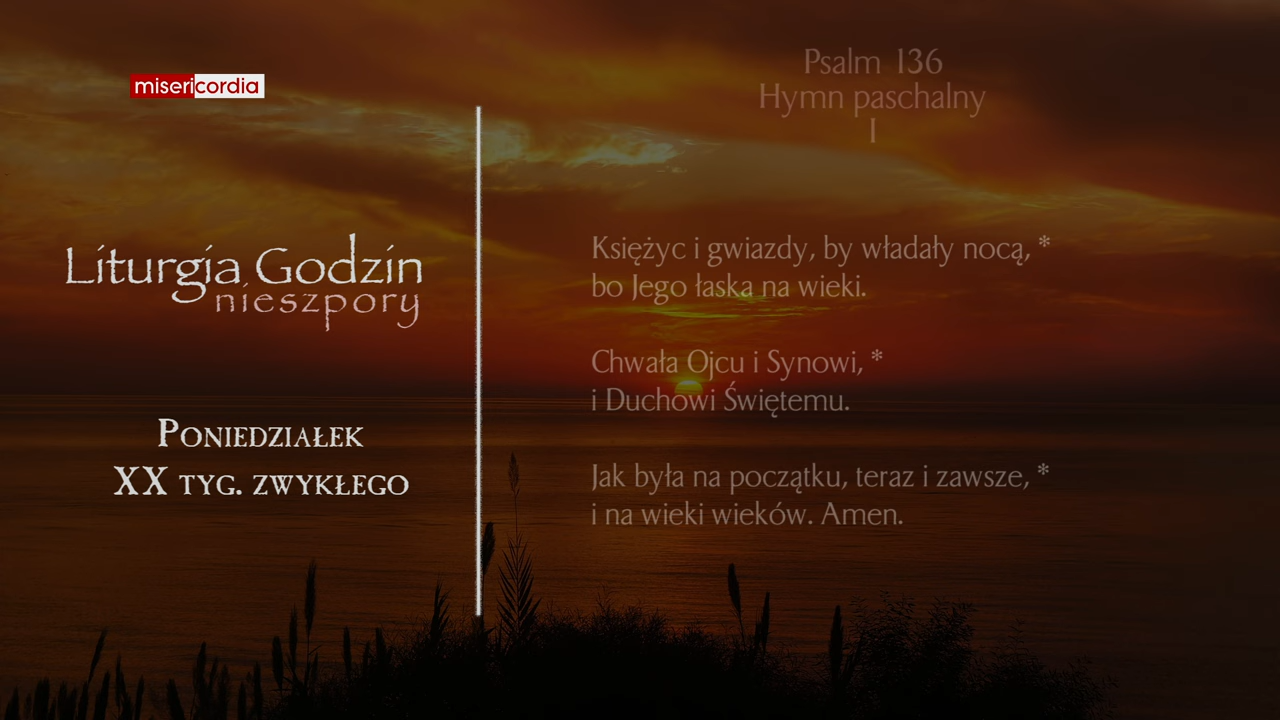 misericordia
Liturgia Godzin
nieszpory
Poniedziałek
XX tyg. zwykłego
Psalm 136
Hymn paschalny
I
Księżyc i gwiazdy, by władały nocą, *
bo Jego łaska na wieki.
Chwała Ojcu i Synowi, *
i Duchowi Świętemu.
Jak była na początku, teraz i zawsze, *
i na wieki wieków. Amen.